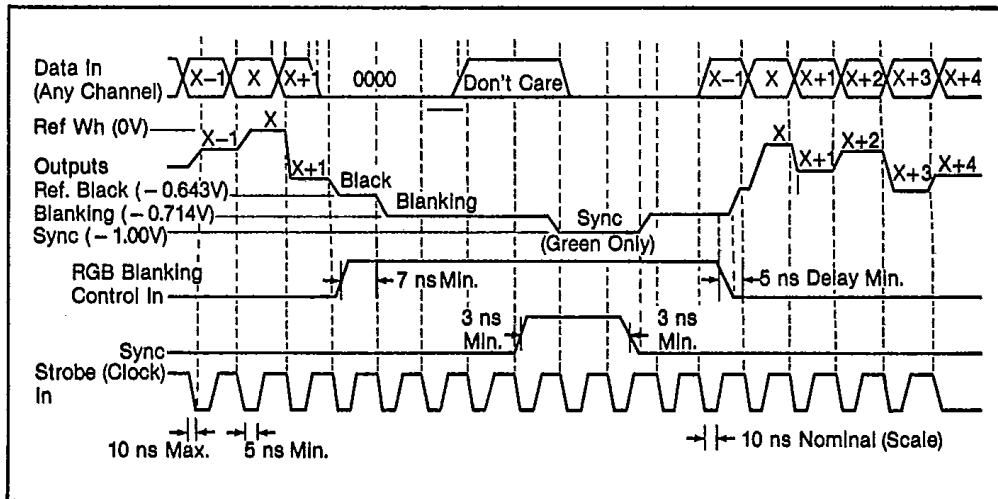 Data In
(Any Channel)
X-1 X X+1 0000 Don't Care X-1 X X+1 X+2 X+3 X+4
Ref Wh (0V)
X-1 X X+1 Black Blanking Sync X X+1 X+2 X+3 X+4
(Green Only)
Outputs
Ref. Black (-0.643V)
Blanking (-0.714V)
Sync (-1.00V)
RGB Blanking
Control In
7 ns Min.
5 ns Delay Min.
3 ns
Min.
3 ns
Min.
Sync
Strobe (Clock)
In
10 ns Max.
5 ns Min.
10 ns Nominal (Scale)